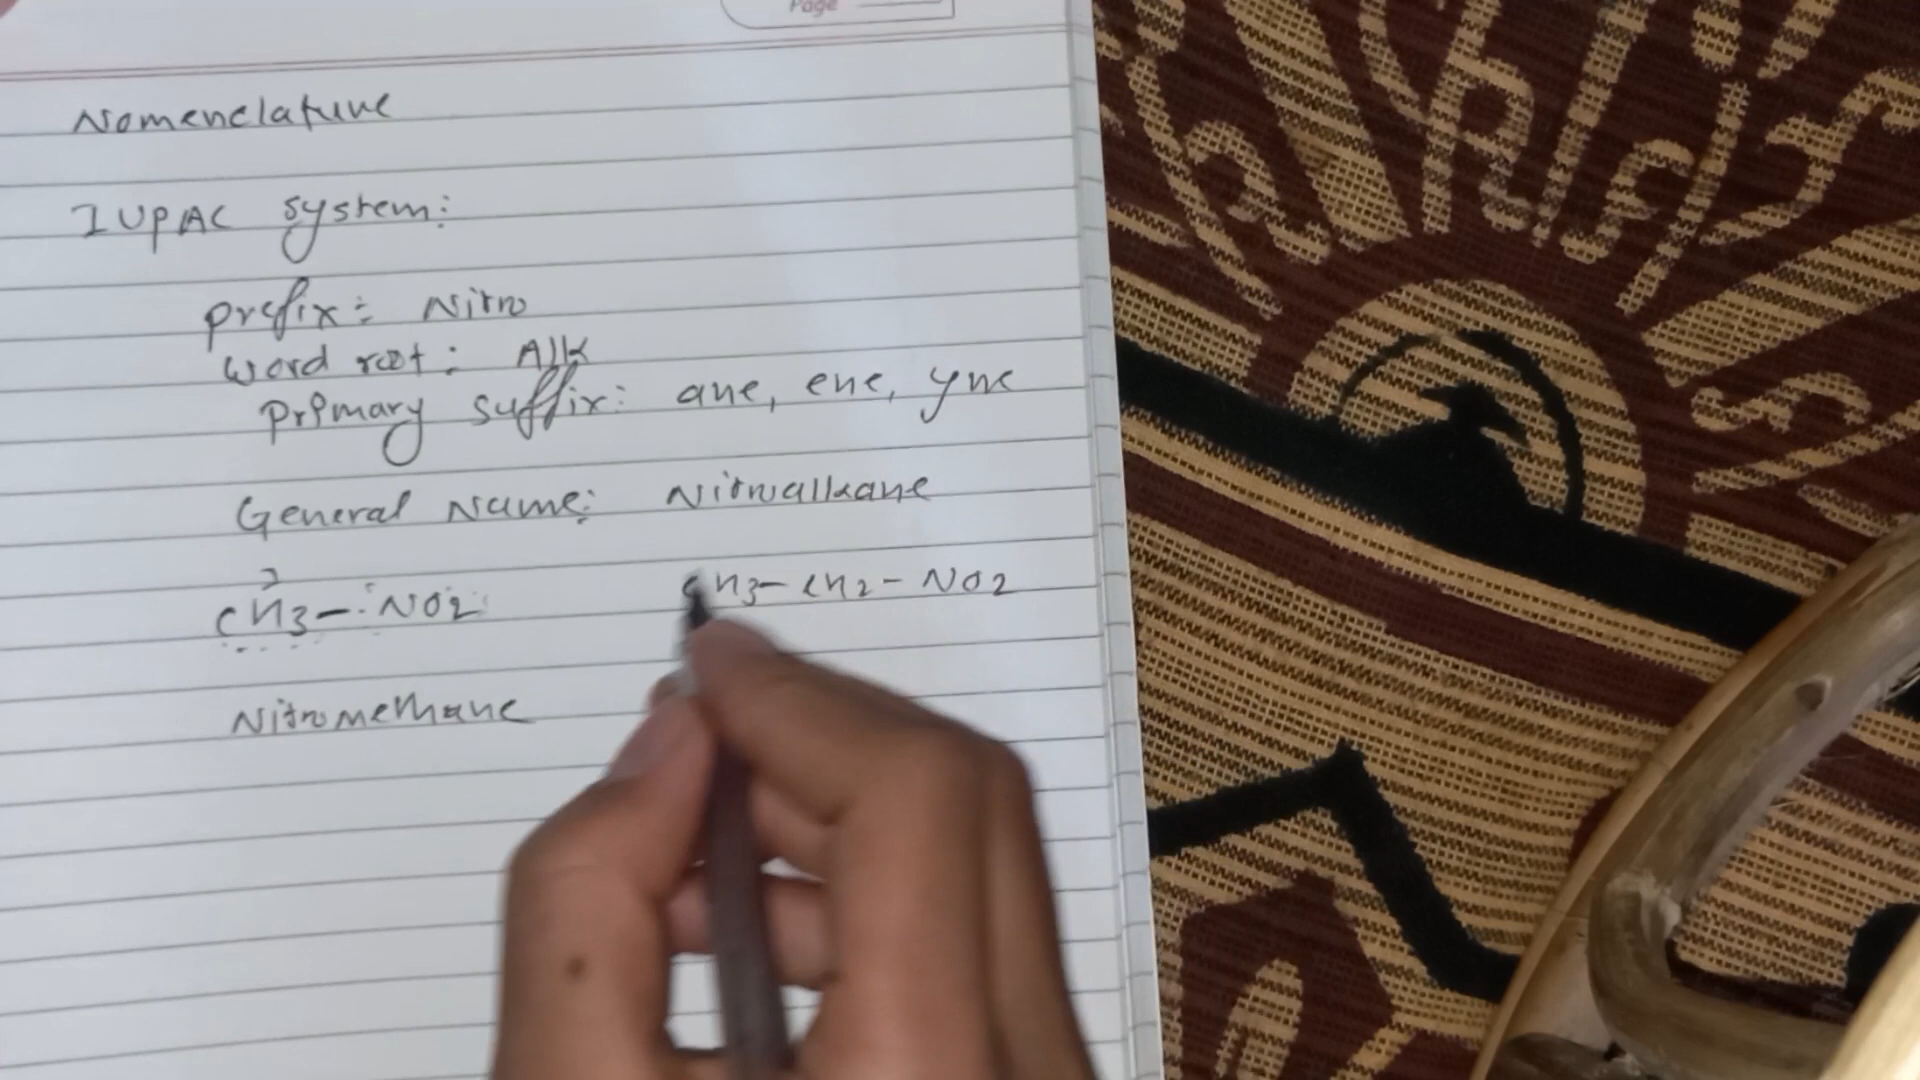 Page
Nomenclature
IUPAC system:
prefix: Nitro
word root: Alk
Primary suffix: ane, ene, yne
General Name: Nitroalkane
CH3-NO2 CH3-CH2-NO2
Nitromethane